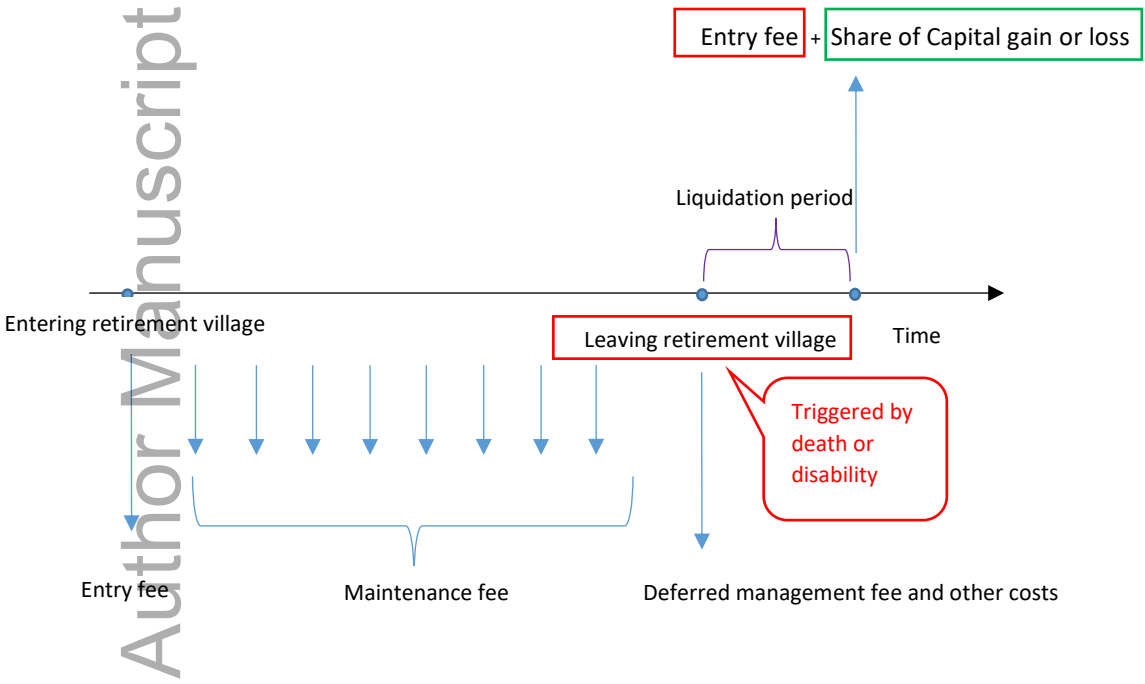 Entry fee + Share of Capital gain or loss
Liquidation period
Entering retirement village
Leaving retirement village
Time
Triggered by
death or
disability
Entry fee
Maintenance fee
Deferred management fee and other costs
Author Manuscript